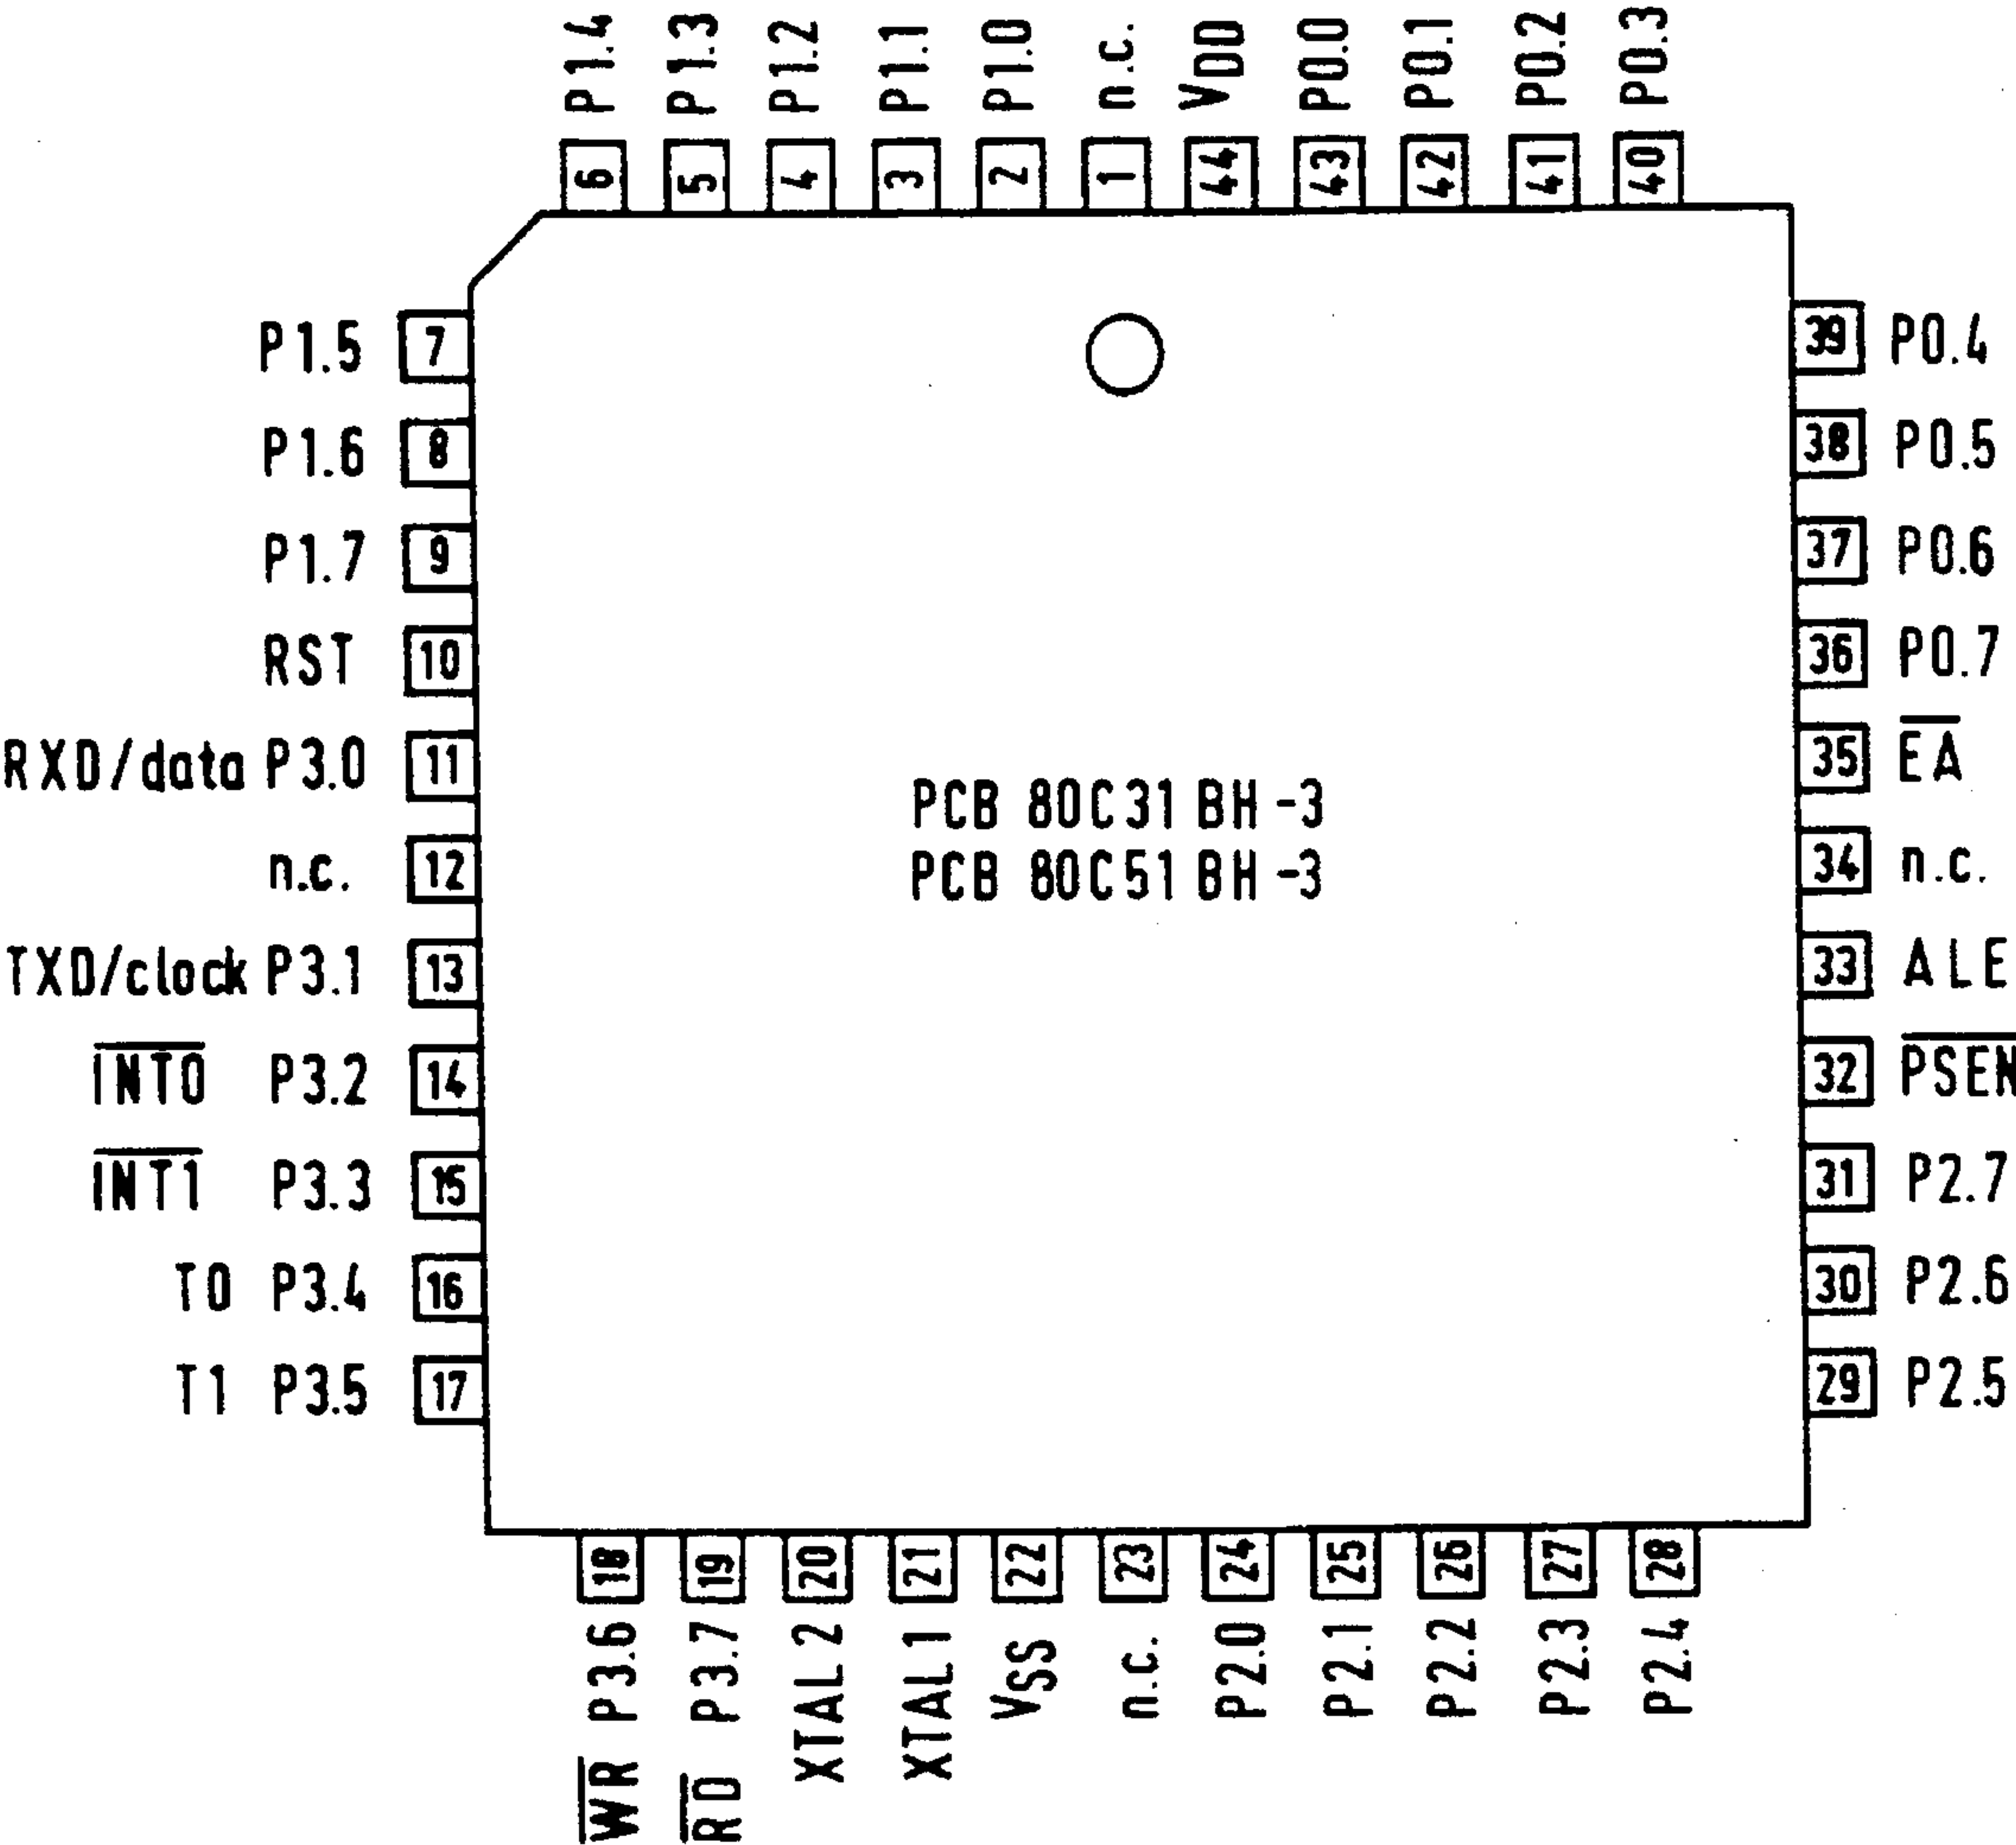 P1.4 P1.3 P1.2 P1.1 P1.0 n.c. VDD P0.0 P0.1 P0.2 P0.3
6 5 4 3 2 1 44 43 42 41 40
P1.5 7
39 P0.4
P1.6 8
38 P0.5
P1.7 9
37 P0.6
RST 10
36 P0.7
RXD/data P3.0 11
35 EA
PCB 80C31 BH -3
PCB 80C51 BH -3
n.c. 12
34 n.c.
TXD/clock P3.1 13
33 ALE
INT0 P3.2 14
32 PSEN
INT1 P3.3 15
31 P2.7
T0 P3.4 16
30 P2.6
T1 P3.5 17
29 P2.5
18 19 20 21 22 23 24 25 26 27 28
WR P3.6
RD P3.7
XTAL 2
XTAL 1
VSS
n.c.
P2.0
P2.1
P2.2
P2.3
P2.4